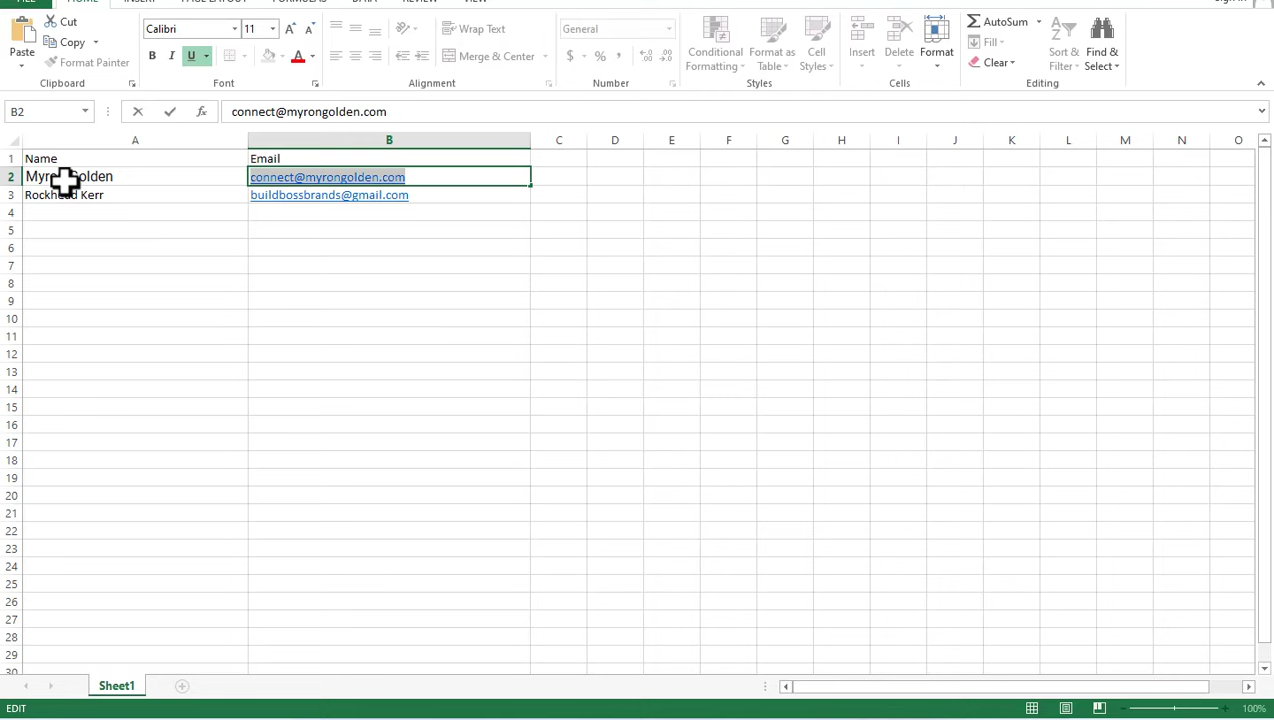 FILE HOME INSERT PAGE LAYOUT FORMULAS DATA REVIEW VIEW Sign in
Cut
Copy
Format Painter
Paste
Clipboard
Calibri 11
B I U A
Font
Wrap Text
Merge & Center
Alignment
General
$ % ,
Number
Conditional Formatting
Format as Table
Cell Styles
Styles
Insert Delete Format
Cells
AutoSum
Fill
Clear
Sort & Filter
Find & Select
Editing
B2 fx connect@myrongolden.com
A B C D E F G H I J K L M N O
1 Name Email
2 Myron Golden connect@myrongolden.com
3 Rockhead Kerr buildbossbrands@gmail.com
4
5
6
7
8
9
10
11
12
13
14
15
16
17
18
19
20
21
22
23
24
25
26
27
28
29
30
Sheet1
EDIT 100%